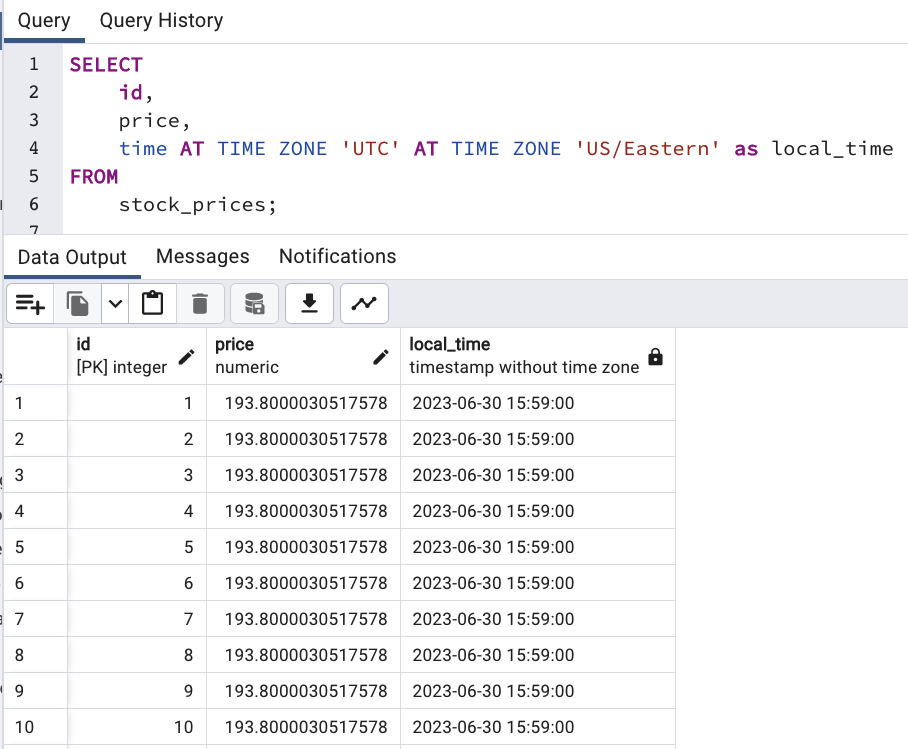 Query Query History
1 SELECT
2 id,
3 price,
4 time AT TIME ZONE 'UTC' AT TIME ZONE 'US/Eastern' as local_time
5 FROM
6 stock_prices;
7
Data Output Messages Notifications
id price local_time
[PK] integer numeric timestamp without time zone
1 1 193.8000030517578 2023-06-30 15:59:00
2 2 193.8000030517578 2023-06-30 15:59:00
3 3 193.8000030517578 2023-06-30 15:59:00
4 4 193.8000030517578 2023-06-30 15:59:00
5 5 193.8000030517578 2023-06-30 15:59:00
6 6 193.8000030517578 2023-06-30 15:59:00
7 7 193.8000030517578 2023-06-30 15:59:00
8 8 193.8000030517578 2023-06-30 15:59:00
9 9 193.8000030517578 2023-06-30 15:59:00
10 10 193.8000030517578 2023-06-30 15:59:00